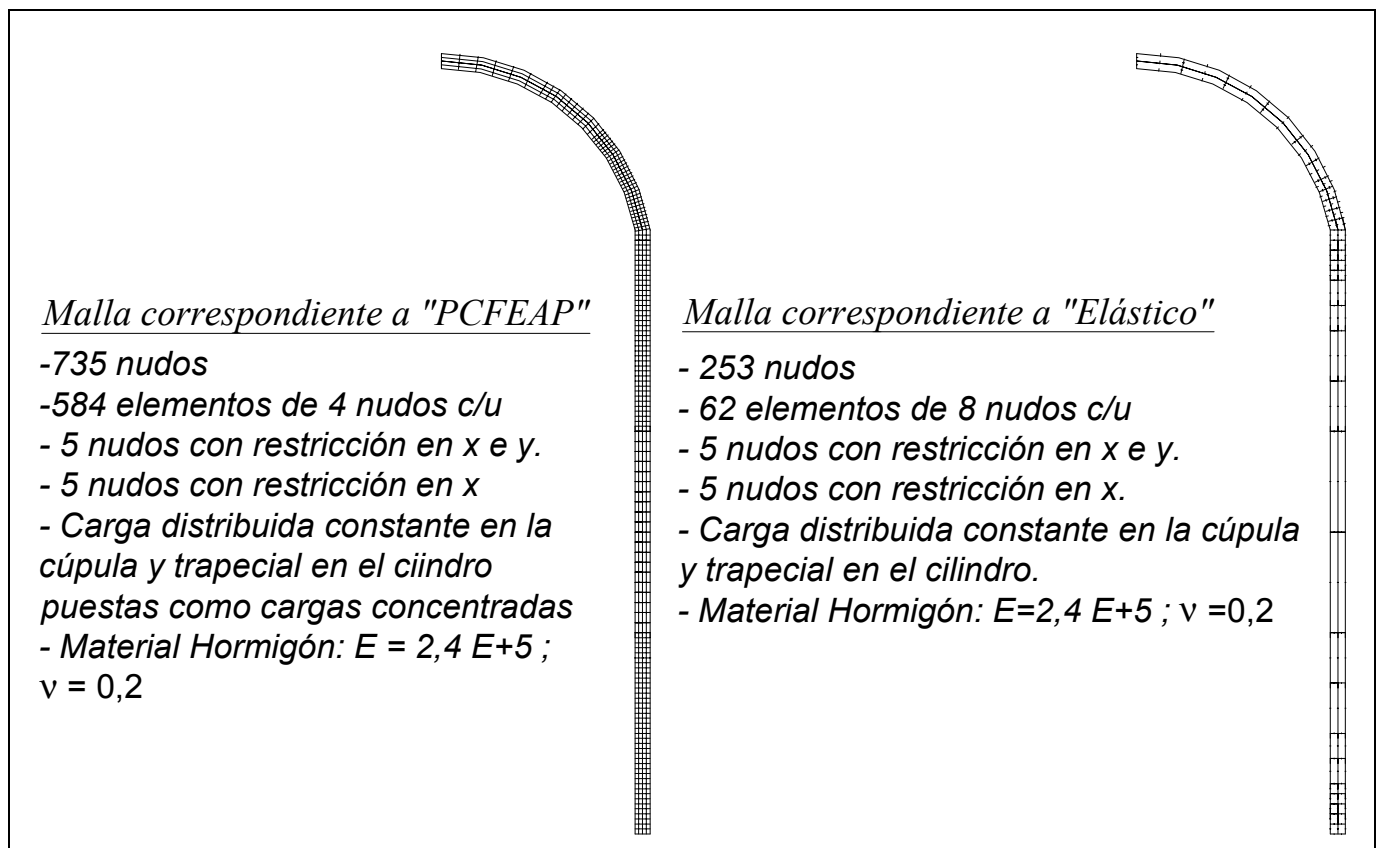 Malla correspondiente a "PCFEAP"
-735 nudos
-584 elementos de 4 nudos c/u
- 5 nudos con restricción en x e y.
- 5 nudos con restricción en x
- Carga distribuida constante en la
cúpula y trapecial en el ciindro
puestas como cargas concentradas
- Material Hormigón: E = 2,4 E+5 ;
ν = 0,2
Malla correspondiente a "Elástico"
- 253 nudos
- 62 elementos de 8 nudos c/u
- 5 nudos con restricción en x e y.
- 5 nudos con restricción en x.
- Carga distribuida constante en la cúpula
y trapecial en el cilindro.
- Material Hormigón: E=2,4 E+5 ; ν =0,2